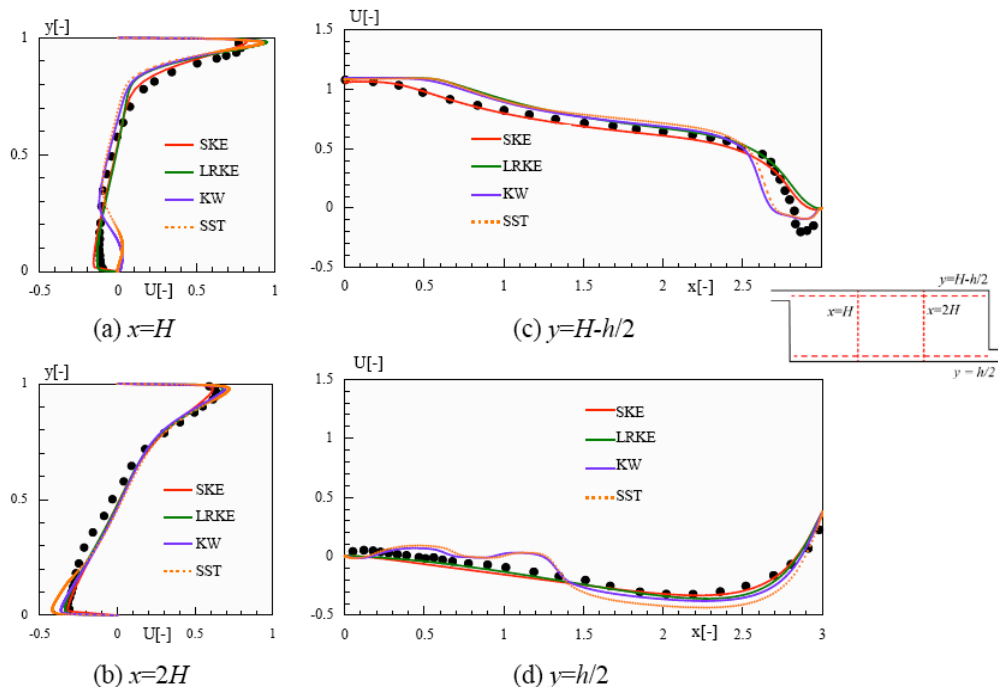 y[-]
1
0.5
0
-0.5
0
0.5
1
U[-]
SKE
LRKE
KW
SST
(a) x=H
U[-]
1.5
1
0.5
0
-0.5
0
0.5
1
1.5
2
2.5
3
x[-]
SKE
LRKE
KW
SST
(c) y=H-h/2
y=H-h/2
x=H
x=2H
y = h/2
y[-]
1
0.5
0
-0.5
0
0.5
1
U[-]
SKE
LRKE
KW
SST
(b) x=2H
U[-]
1.5
1
0.5
0
-0.5
0
0.5
1
1.5
2
2.5
3
x[-]
SKE
LRKE
KW
SST
(d) y=h/2